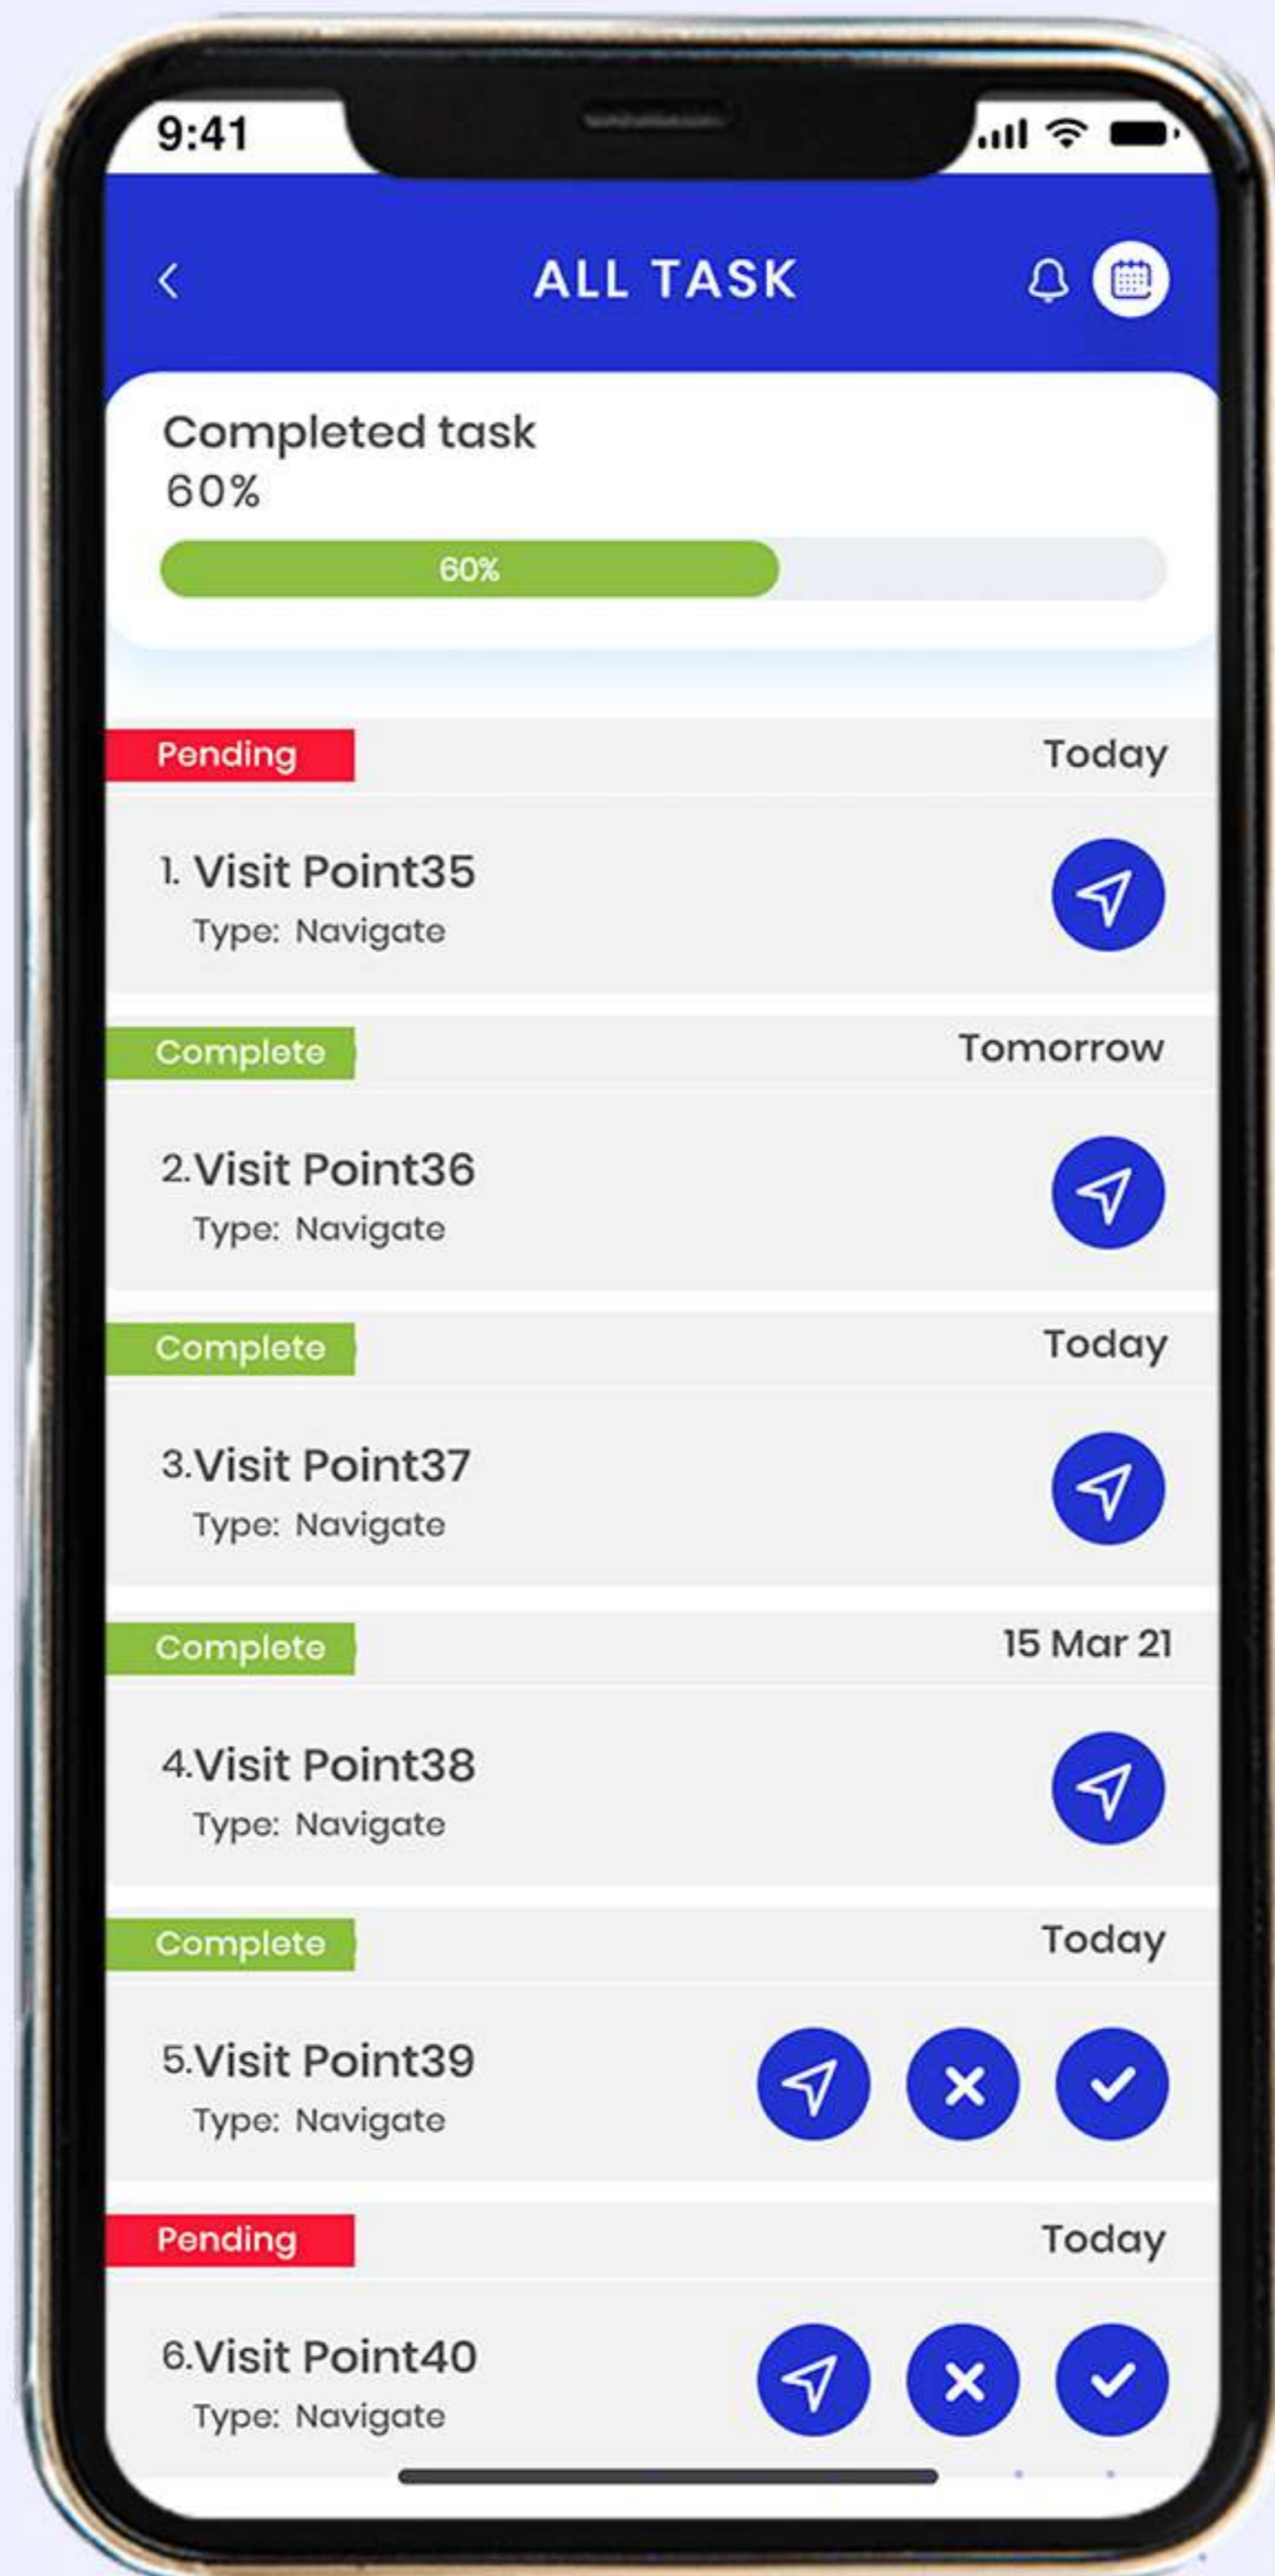 9:41
ALL TASK
Completed task
60%
60%
Pending Today
1. Visit Point35
Type: Navigate
Complete Tomorrow
2.Visit Point36
Type: Navigate
Complete Today
3.Visit Point37
Type: Navigate
Complete 15 Mar 21
4.Visit Point38
Type: Navigate
Complete Today
5.Visit Point39
Type: Navigate
Pending Today
6.Visit Point40
Type: Navigate